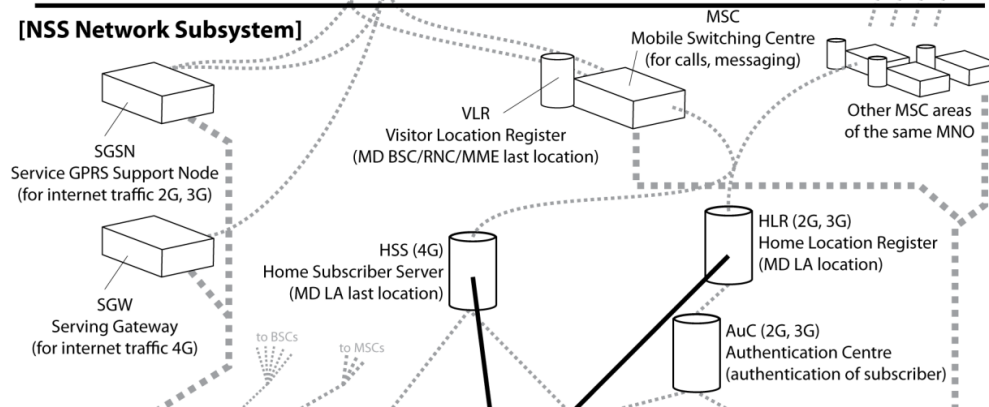 [NSS Network Subsystem]
MSC
Mobile Switching Centre
(for calls, messaging)
VLR
Visitor Location Register
(MD BSC/RNC/MME last location)
Other MSC areas
of the same MNO
SGSN
Service GPRS Support Node
(for internet traffic 2G, 3G)
HSS (4G)
Home Subscriber Server
(MD LA last location)
HLR (2G, 3G)
Home Location Register
(MD LA location)
SGW
Serving Gateway
(for internet traffic 4G)
to BSCs
to MSCs
AuC (2G, 3G)
Authentication Centre
(authentication of subscriber)